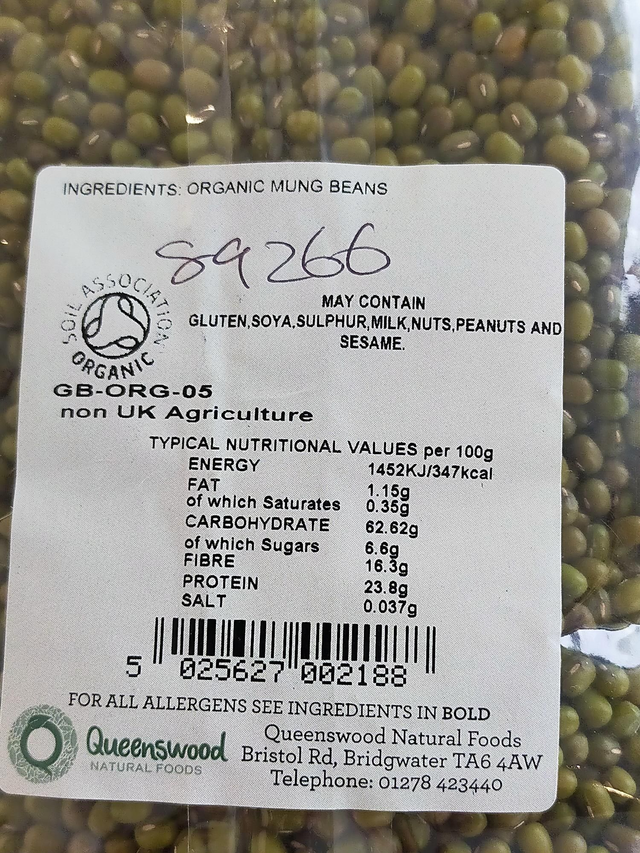 INGREDIENTS: ORGANIC MUNG BEANS
S9266
SOIL ASSOCIATION
ORGANIC
MAY CONTAIN
GLUTEN,SOYA,SULPHUR,MILK,NUTS,PEANUTS AND
SESAME.
GB-ORG-05
non UK Agriculture
TYPICAL NUTRITIONAL VALUES per 100g
ENERGY 1452KJ/347kcal
FAT 1.15g
of which Saturates 0.35g
CARBOHYDRATE 62.62g
of which Sugars 6.6g
FIBRE 16.3g
PROTEIN 23.8g
SALT 0.037g
5 025627 002188
FOR ALL ALLERGENS SEE INGREDIENTS IN BOLD
Queenswood
NATURAL FOODS
Queenswood Natural Foods
Bristol Rd, Bridgwater TA6 4AW
Telephone: 01278 423440